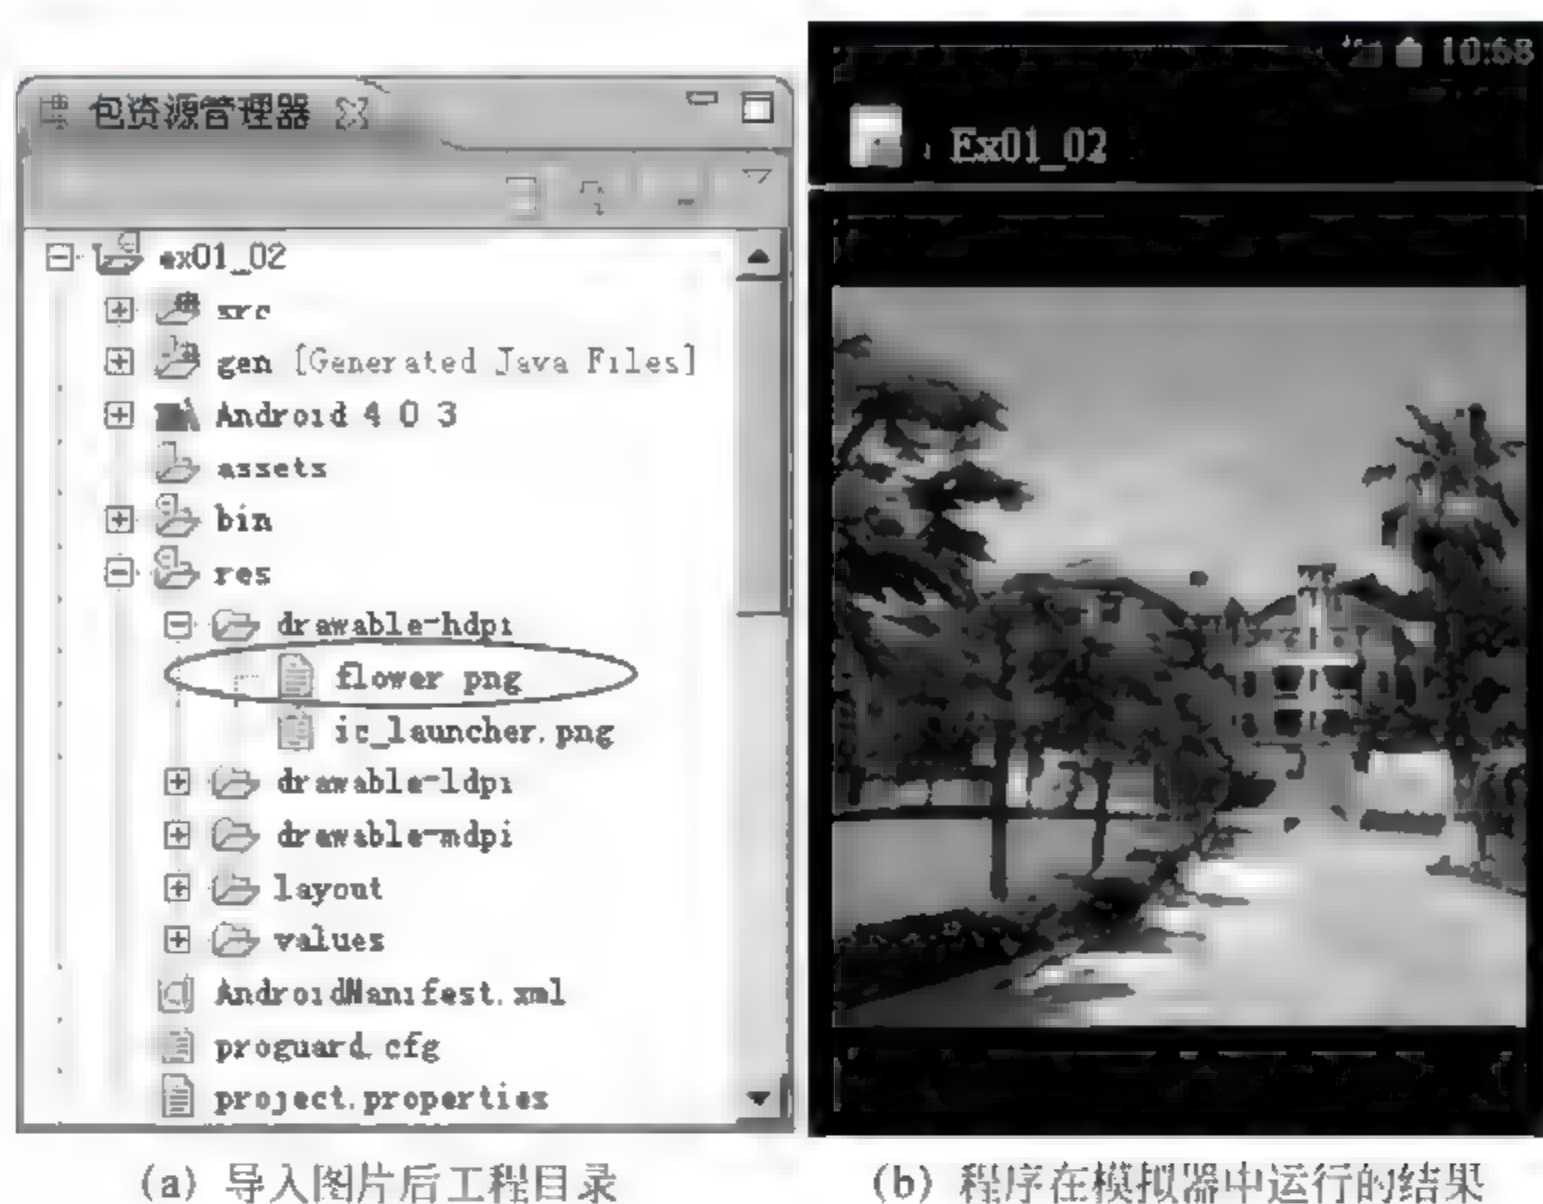 包资源管理器
ex01_02
src
gen [Generated Java Files]
Android 4 0 3
assets
bin
res
drawable-hdpi
flower png
ic_launcher.png
drawable-ldpi
drawable-mdpi
layout
values
AndroidManifest.xml
proguard.cfg
project.properties
(a) 导入图片后工程目录
10:58
Ex01_02
(b) 程序在模拟器中运行的结果